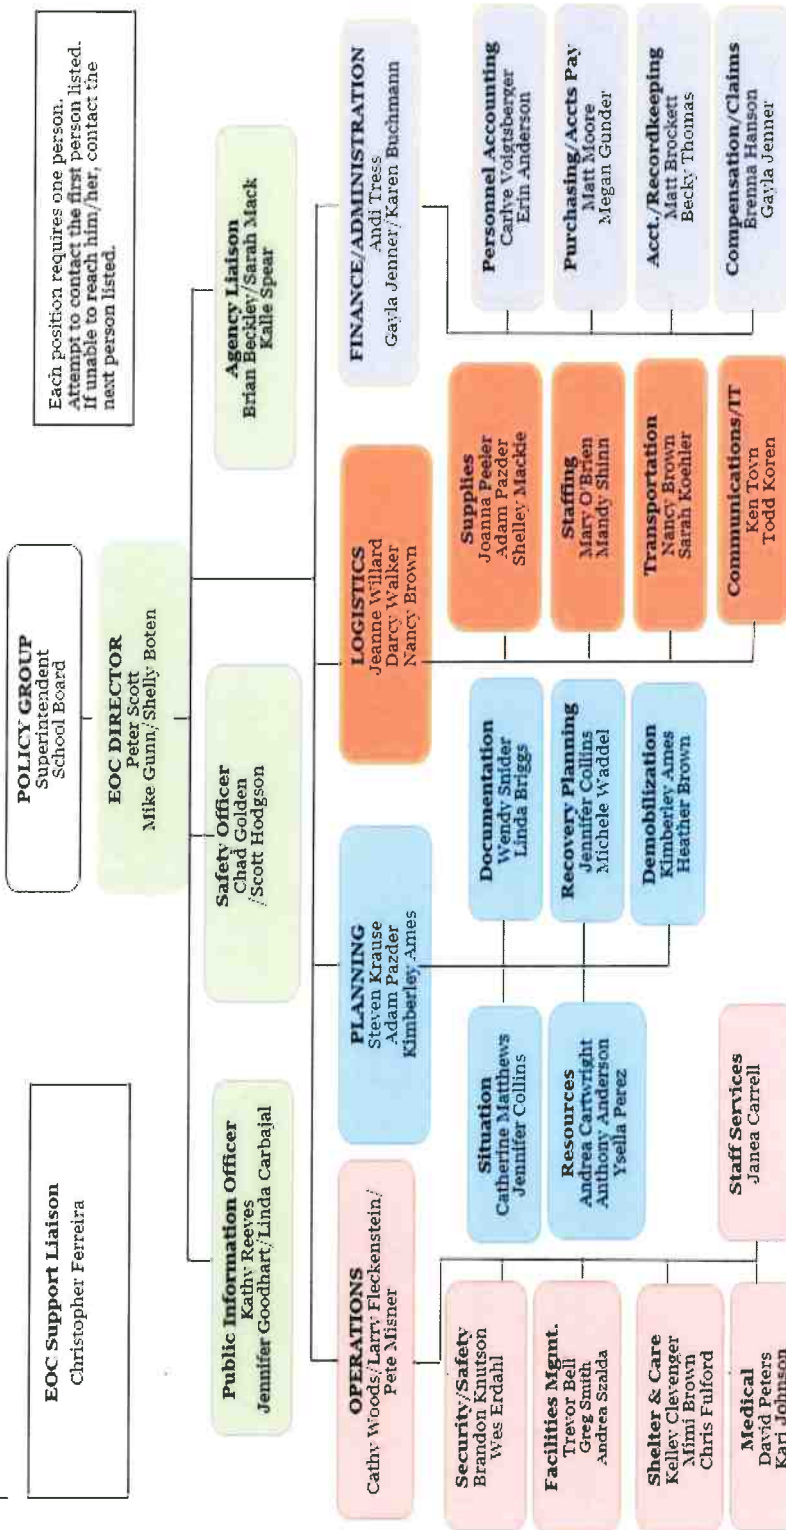 EOC Support Liaison
Christopher Ferreira
POLICY GROUP
Superintendent
School Board
Each position requires one person.
Attempt to contact the first person listed.
If unable to reach him/her, contact the
next person listed.
EOC DIRECTOR
Peter Scott
Mike Gunn/Shelly Boten
Public Information Officer
Kathy Reeves
Jennifer Goodhart/Linda Carbajal
Safety Officer
Chad Golden
/Scott Hodgson
Agency Liaison
Brian Beckley/Sarah Mack
Kalle Spear
OPERATIONS
Cathy Woods/Larry Fleckenstein/
Pete Misner
PLANNING
Steven Krause
Adam Pazder
Kimberley Ames
LOGISTICS
Jeanne Willard
Darcy Walker
Nancy Brown
FINANCE/ADMINISTRATION
Andi Tress
Gayla Jenner/Karen Buchmann
Security/Safety
Brandon Knutson
Wes Erdahl
Facilities Mgmt.
Trevor Bell
Greg Smith
Andrea Szalda
Shelter & Care
Kelley Clevenger
Mimi Brown
Chris Fulford
Medical
David Peters
Kari Johnson
Staff Services
Janea Carrell
Situation
Catherine Matthews
Jennifer Collins
Resources
Andrea Cartwright
Anthony Anderson
Ysella Perez
Documentation
Wendy Snider
Linda Briggs
Recovery Planning
Jennifer Collins
Michele Waddel
Demobilization
Kimberley Ames
Heather Brown
Supplies
Joanna Peeler
Adam Pazder
Shelley Mackie
Staffing
Mary O'Brien
Mandy Shinn
Transportation
Nancy Brown
Sarah Koehler
Communications/IT
Ken Toyn
Todd Koren
Personnel Accounting
Carlye Voigtsberger
Erin Anderson
Purchasing/Accts Pay
Matt Moore
Megan Gunder
Acct./Recordkeeping
Matt Brockett
Becky Thomas
Compensation/Claims
Brenna Hanson
Gayla Jenner